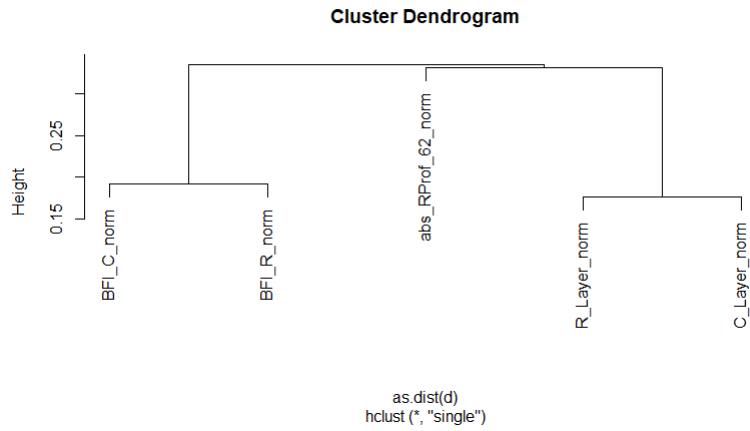 Cluster Dendrogram
Height
0.25
0.15
BFI_C_norm
BFI_R_norm
abs_RProf_62_norm
R_Layer_norm
C_Layer_norm
as.dist(d)
hclust (*, "single")